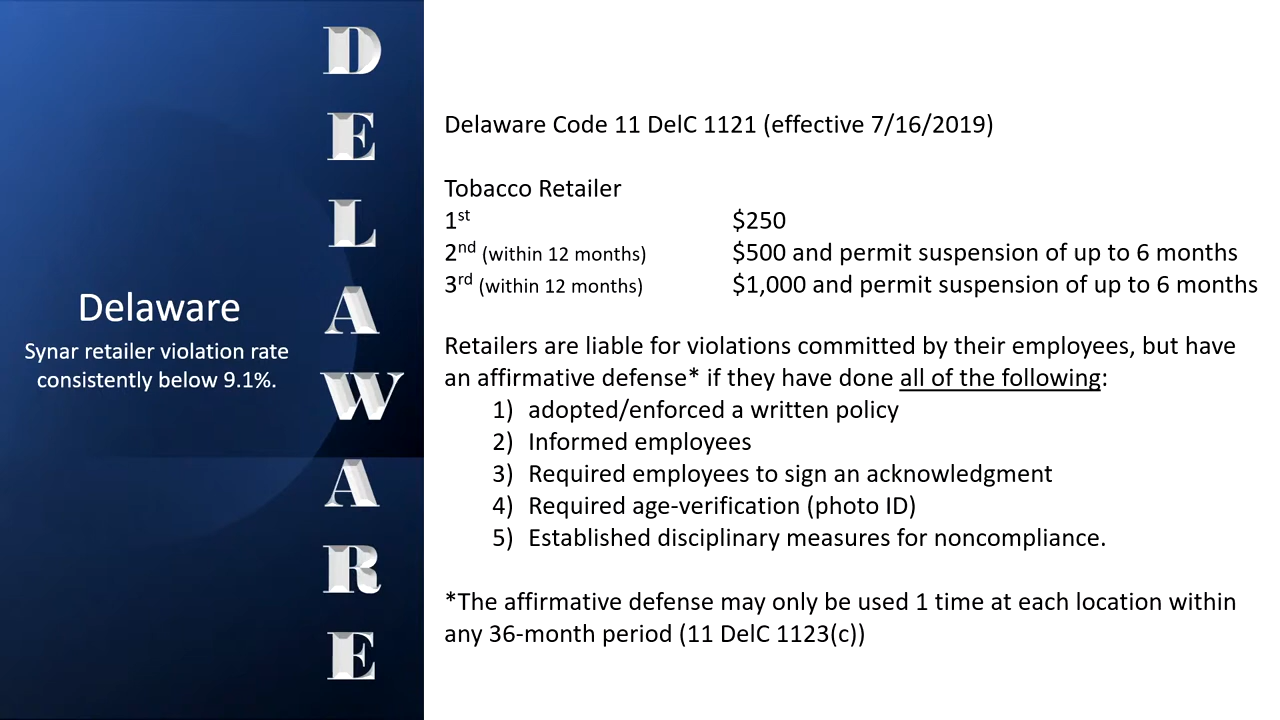 DELAWARE
Delaware
Synar retailer violation rate
consistently below 9.1%.
Delaware Code 11 DelC 1121 (effective 7/16/2019)
Tobacco Retailer
1st $250
2nd (within 12 months) $500 and permit suspension of up to 6 months
3rd (within 12 months) $1,000 and permit suspension of up to 6 months
Retailers are liable for violations committed by their employees, but have
an affirmative defense* if they have done all of the following:
1) adopted/enforced a written policy
2) Informed employees
3) Required employees to sign an acknowledgment
4) Required age-verification (photo ID)
5) Established disciplinary measures for noncompliance.
*The affirmative defense may only be used 1 time at each location within
any 36-month period (11 DelC 1123(c))